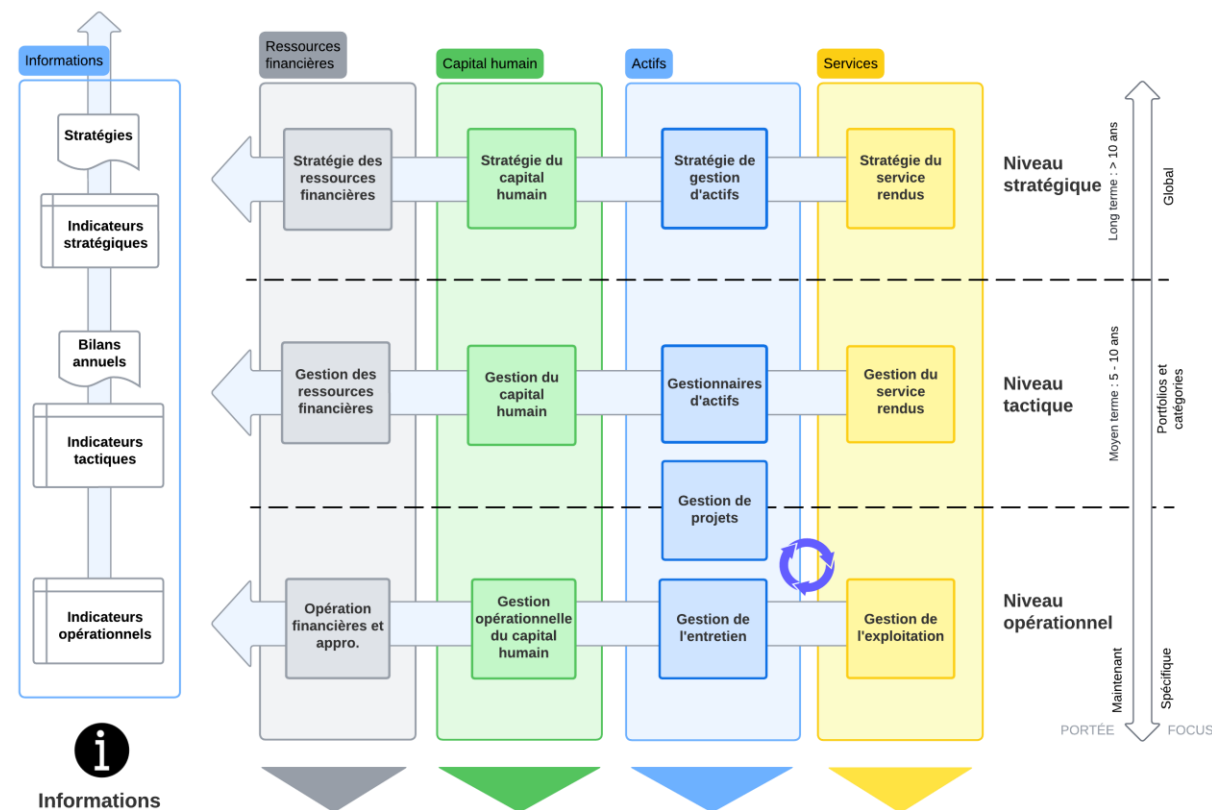 Informations
Stratégies
Indicateurs
stratégiques
Bilans
annuels
Indicateurs
tactiques
Indicateurs
opérationnels
Informations
Ressources
financières
Stratégie des
ressources
financières
Gestion des
ressources
financières
Opération
financières et
appro.
Capital humain
Stratégie du
capital
humain
Gestion du
capital
humain
Gestion
opérationnelle
du capital
humain
Actifs
Stratégie de
gestion
d'actifs
Gestionnaires
d'actifs
Gestion de
projets
Gestion de
l'entretien
Services
Stratégie du
service
rendus
Gestion du
service
rendus
Gestion de
l'exploitation
Niveau
stratégique
Niveau
tactique
Niveau
opérationnel
Long terme : > 10 ans
Moyen terme : 5 - 10 ans
Maintenant
PORTÉE
Global
Portfolios et
catégories
Spécifique
FOCUS